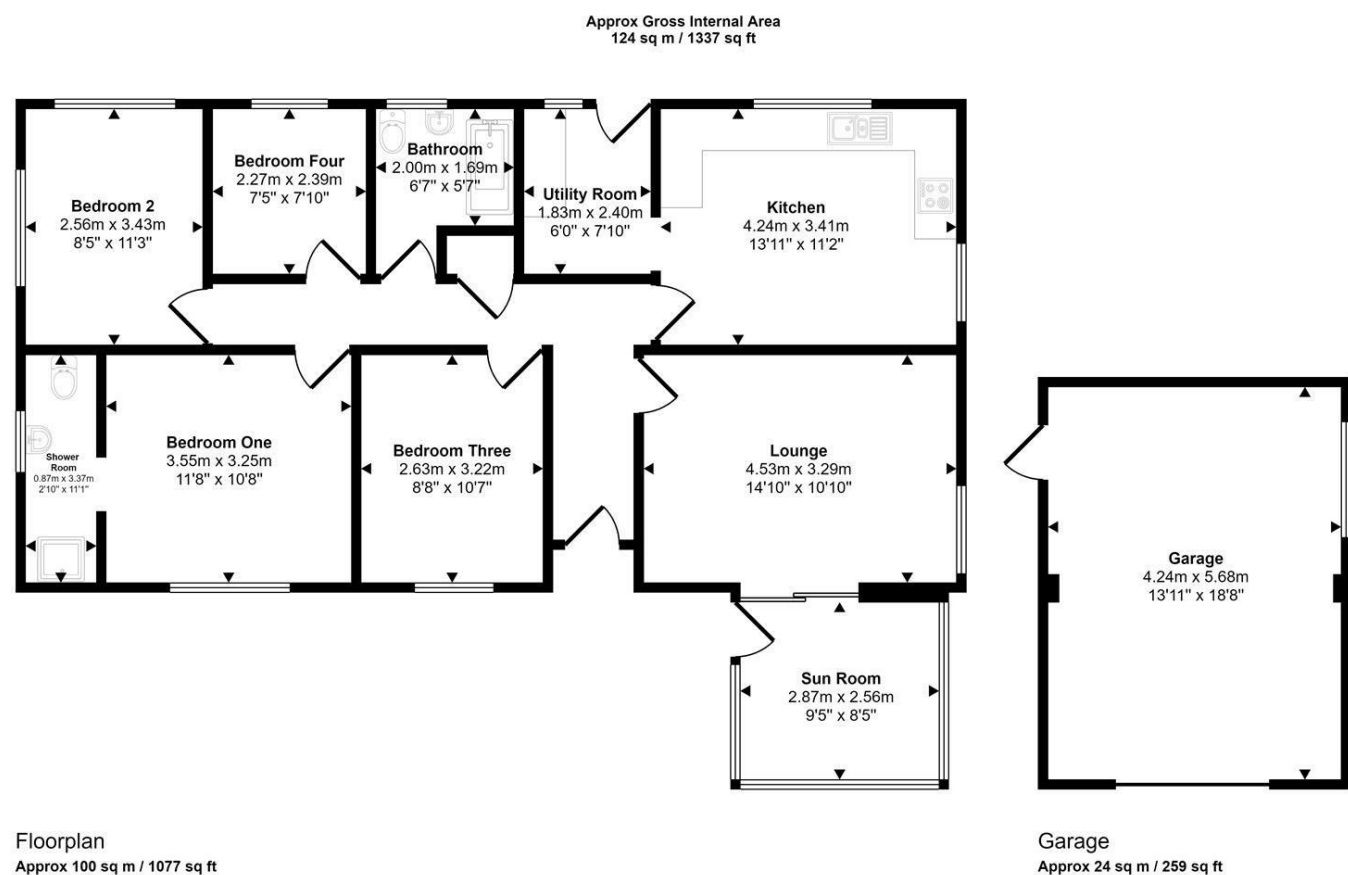 Approx Gross Internal Area
124 sq m / 1337 sq ft
Bedroom 2
2.56m x 3.43m
8'5" x 11'3"
Bedroom Four
2.27m x 2.39m
7'5" x 7'10"
Bathroom
2.00m x 1.69m
6'7" x 5'7"
Utility Room
1.83m x 2.40m
6'0" x 7'10"
Kitchen
4.24m x 3.41m
13'11" x 11'2"
Shower
Room
0.87m x 3.37m
2'10" x 11'1"
Bedroom One
3.55m x 3.25m
11'8" x 10'8"
Bedroom Three
2.63m x 3.22m
8'8" x 10'7"
Lounge
4.53m x 3.29m
14'10" x 10'10"
Sun Room
2.87m x 2.56m
9'5" x 8'5"
Garage
4.24m x 5.68m
13'11" x 18'8"
Floorplan
Approx 100 sq m / 1077 sq ft
Garage
Approx 24 sq m / 259 sq ft